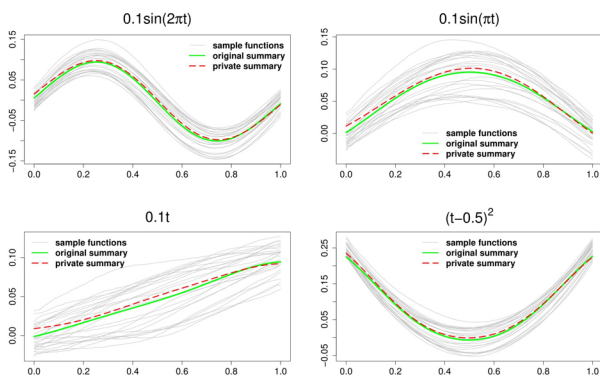 0.1sin(2πt)
0.15
0.05
−0.05
−0.15
sample functions
original summary
private summary
0.0 0.2 0.4 0.6 0.8 1.0
0.1sin(πt)
0.15
0.10
0.05
0.00
sample functions
original summary
private summary
0.0 0.2 0.4 0.6 0.8 1.0
0.1t
0.10
0.05
0.00
sample functions
original summary
private summary
0.0 0.2 0.4 0.6 0.8 1.0
(t−0.5)²
0.25
0.15
0.05
−0.05
sample functions
original summary
private summary
0.0 0.2 0.4 0.6 0.8 1.0